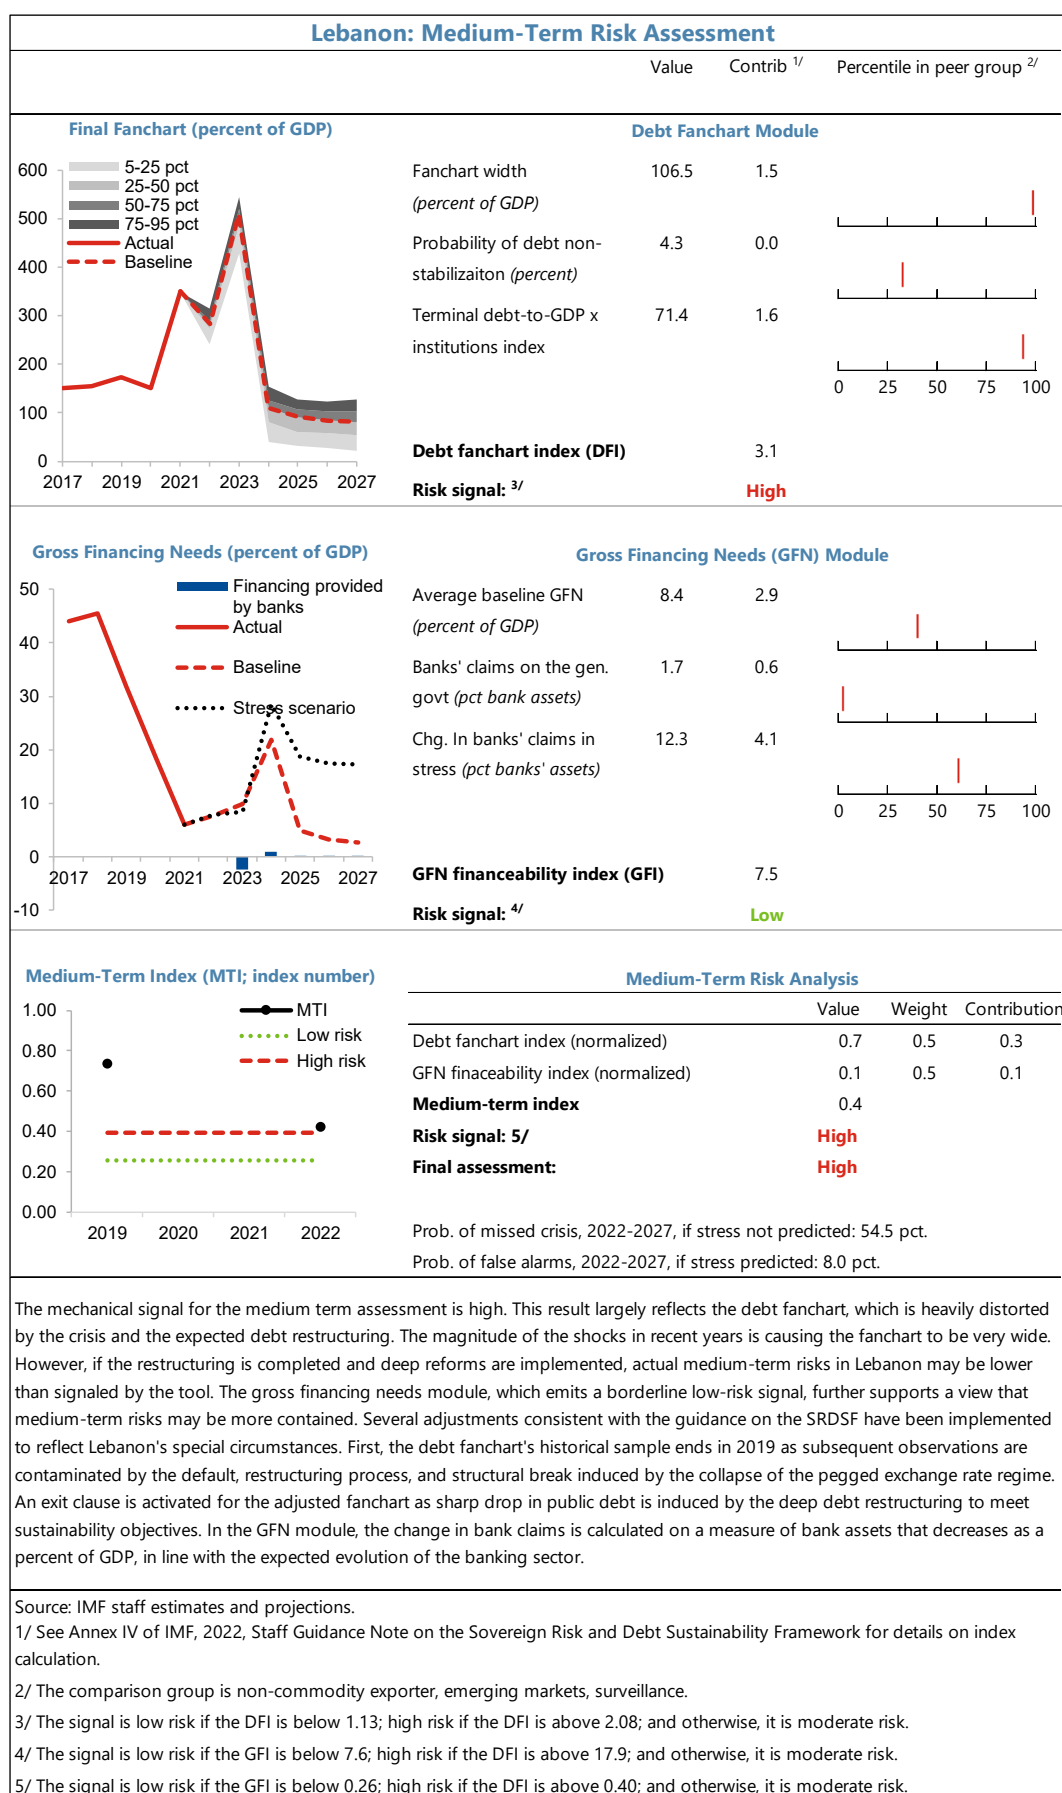 Lebanon: Medium-Term Risk Assessment
Value Contrib 1/ Percentile in peer group 2/
Final Fanchart (percent of GDP)
5-25 pct
25-50 pct
50-75 pct
75-95 pct
Actual
Baseline
600
500
400
300
200
100
0
2017 2019 2021 2023 2025 2027
Debt Fanchart Module
Fanchart width 106.5 1.5
(percent of GDP)
Probability of debt non- 4.3 0.0
stabilizaiton (percent)
Terminal debt-to-GDP x 71.4 1.6
institutions index
0 25 50 75 100
Debt fanchart index (DFI) 3.1
Risk signal: 3/ High
Gross Financing Needs (percent of GDP)
Financing provided
by banks
Actual
Baseline
Stress scenario
50
40
30
20
10
0
-10
2017 2019 2021 2023 2025 2027
Gross Financing Needs (GFN) Module
Average baseline GFN 8.4 2.9
(percent of GDP)
Banks' claims on the gen. 1.7 0.6
govt (pct bank assets)
Chg. In banks' claims in 12.3 4.1
stress (pct banks' assets)
0 25 50 75 100
GFN financeability index (GFI) 7.5
Risk signal: 4/ Low
Medium-Term Index (MTI; index number)
MTI
Low risk
High risk
1.00
0.80
0.60
0.40
0.20
0.00
2019 2020 2021 2022
Medium-Term Risk Analysis
Value Weight Contribution
Debt fanchart index (normalized) 0.7 0.5 0.3
GFN finaceability index (normalized) 0.1 0.5 0.1
Medium-term index 0.4
Risk signal: 5/ High
Final assessment: High
Prob. of missed crisis, 2022-2027, if stress not predicted: 54.5 pct.
Prob. of false alarms, 2022-2027, if stress predicted: 8.0 pct.
The mechanical signal for the medium term assessment is high. This result largely reflects the debt fanchart, which is heavily distorted
by the crisis and the expected debt restructuring. The magnitude of the shocks in recent years is causing the fanchart to be very wide.
However, if the restructuring is completed and deep reforms are implemented, actual medium-term risks in Lebanon may be lower
than signaled by the tool. The gross financing needs module, which emits a borderline low-risk signal, further supports a view that
medium-term risks may be more contained. Several adjustments consistent with the guidance on the SRDSF have been implemented
to reflect Lebanon's special circumstances. First, the debt fanchart's historical sample ends in 2019 as subsequent observations are
contaminated by the default, restructuring process, and structural break induced by the collapse of the pegged exchange rate regime.
An exit clause is activated for the adjusted fanchart as sharp drop in public debt is induced by the deep debt restructuring to meet
sustainability objectives. In the GFN module, the change in bank claims is calculated on a measure of bank assets that decreases as a
percent of GDP, in line with the expected evolution of the banking sector.
Source: IMF staff estimates and projections.
1/ See Annex IV of IMF, 2022, Staff Guidance Note on the Sovereign Risk and Debt Sustainability Framework for details on index
calculation.
2/ The comparison group is non-commodity exporter, emerging markets, surveillance.
3/ The signal is low risk if the DFI is below 1.13; high risk if the DFI is above 2.08; and otherwise, it is moderate risk.
4/ The signal is low risk if the GFI is below 7.6; high risk if the DFI is above 17.9; and otherwise, it is moderate risk.
5/ The signal is low risk if the GFI is below 0.26; high risk if the DFI is above 0.40; and otherwise, it is moderate risk.